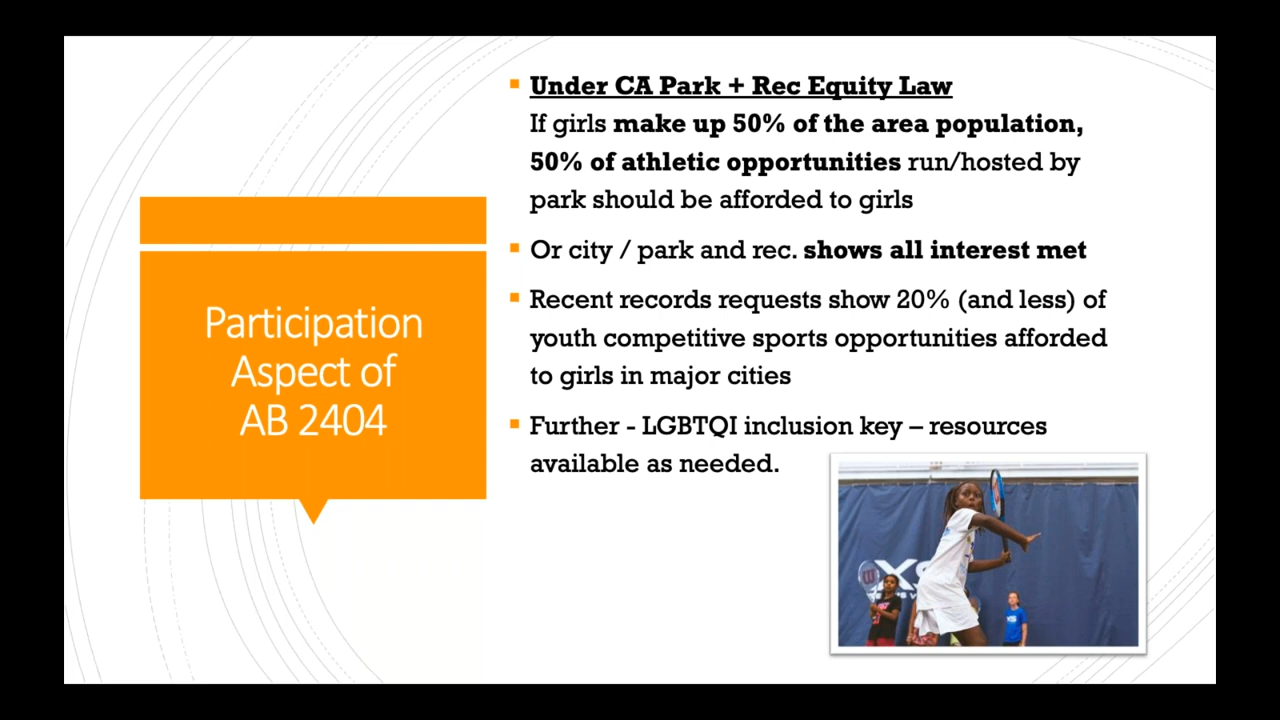 Under CA Park + Rec Equity Law
If girls make up 50% of the area population,
50% of athletic opportunities run/hosted by
park should be afforded to girls
Or city / park and rec. shows all interest met
Recent records requests show 20% (and less) of
youth competitive sports opportunities afforded
to girls in major cities
Further - LGBTQI inclusion key – resources
available as needed.
Participation
Aspect of
AB 2404